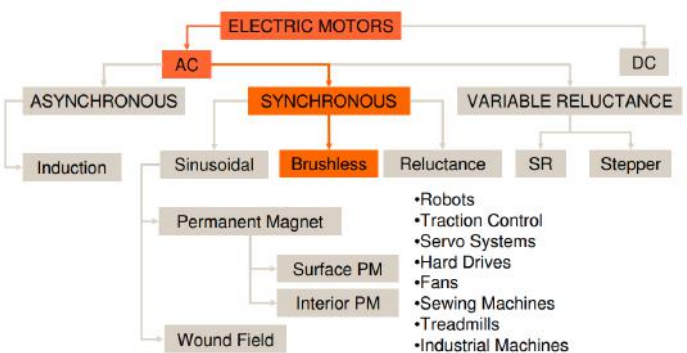 ELECTRIC MOTORS
AC
DC
ASYNCHRONOUS
SYNCHRONOUS
VARIABLE RELUCTANCE
Induction
Sinusoidal
Brushless
Reluctance
SR
Stepper
Permanent Magnet
Surface PM
Interior PM
Wound Field
•Robots
•Traction Control
•Servo Systems
•Hard Drives
•Fans
•Sewing Machines
•Treadmills
•Industrial Machines